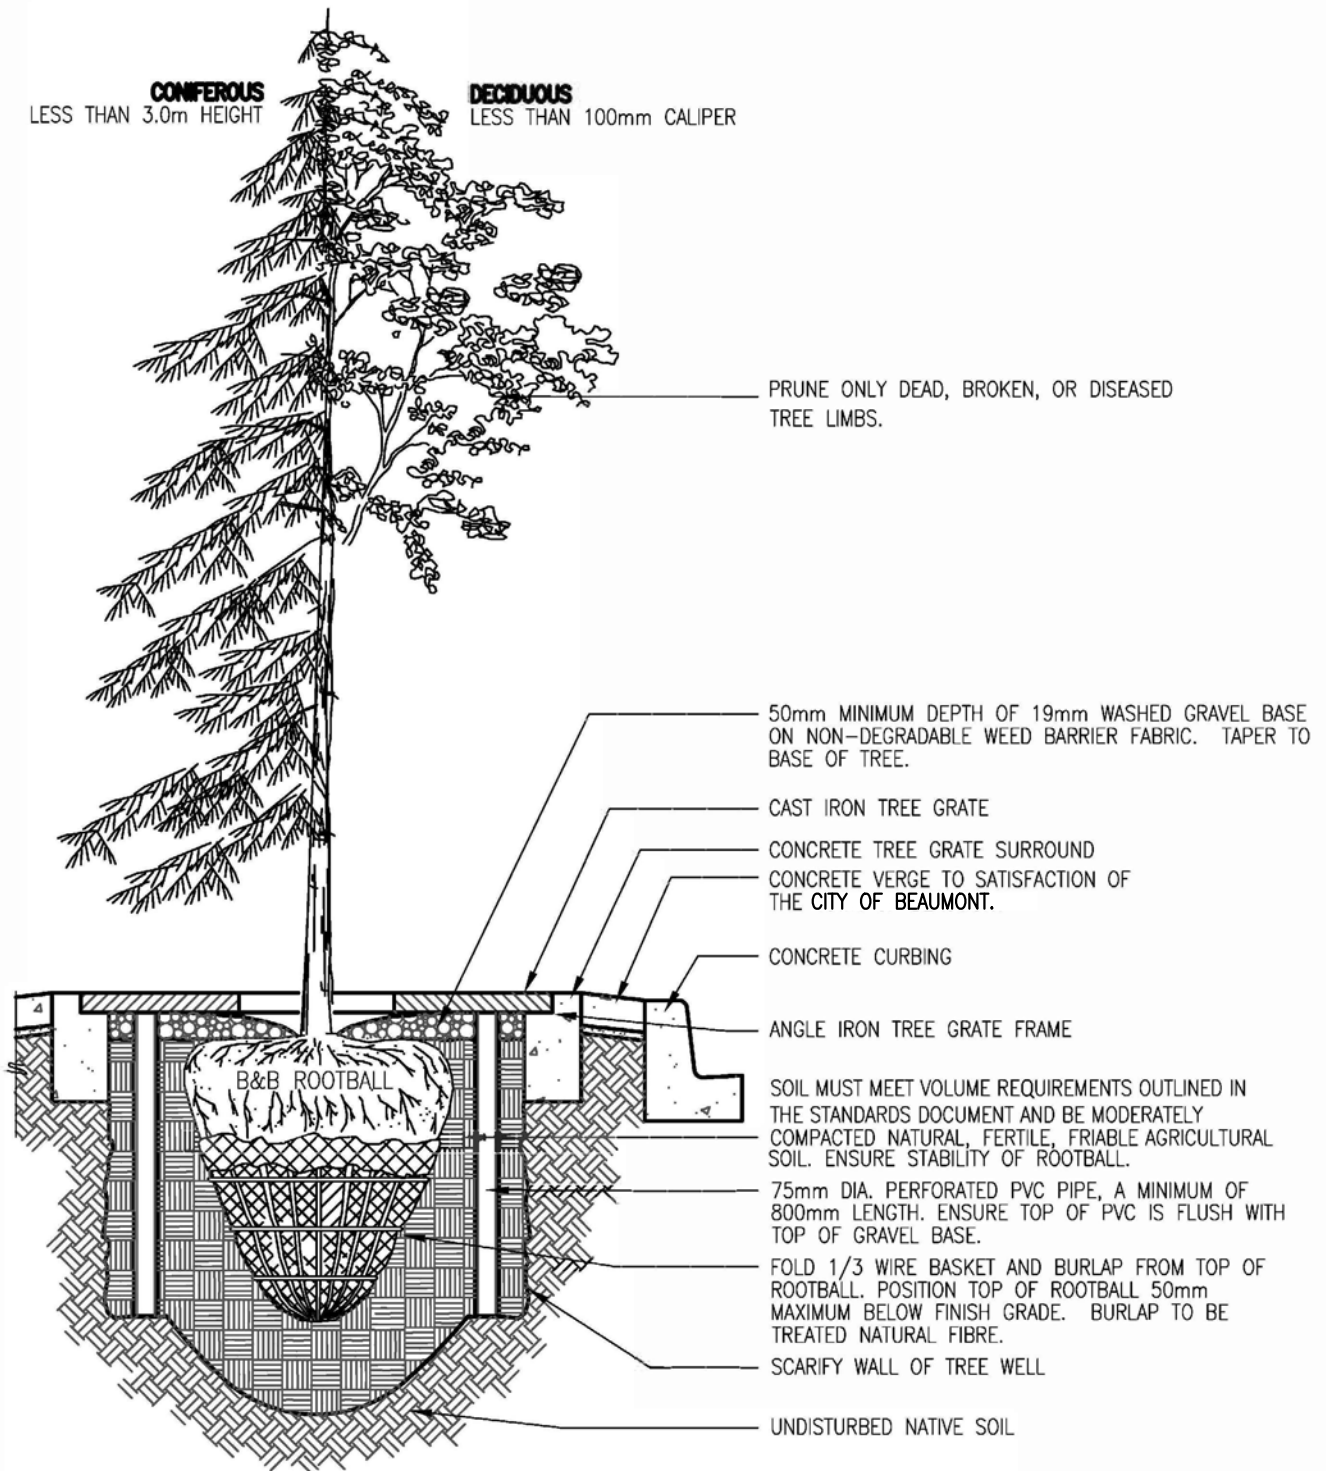 CONIFEROUS
LESS THAN 3.0m HEIGHT
DECIDUOUS
LESS THAN 100mm CALIPER
PRUNE ONLY DEAD, BROKEN, OR DISEASED
TREE LIMBS.
50mm MINIMUM DEPTH OF 19mm WASHED GRAVEL BASE
ON NON-DEGRADABLE WEED BARRIER FABRIC. TAPER TO
BASE OF TREE.
CAST IRON TREE GRATE
CONCRETE TREE GRATE SURROUND
CONCRETE VERGE TO SATISFACTION OF
THE CITY OF BEAUMONT.
CONCRETE CURBING
ANGLE IRON TREE GRATE FRAME
B&B ROOTBALL
SOIL MUST MEET VOLUME REQUIREMENTS OUTLINED IN
THE STANDARDS DOCUMENT AND BE MODERATELY
COMPACTED NATURAL, FERTILE, FRIABLE AGRICULTURAL
SOIL. ENSURE STABILITY OF ROOTBALL.
75mm DIA. PERFORATED PVC PIPE, A MINIMUM OF
800mm LENGTH. ENSURE TOP OF PVC IS FLUSH WITH
TOP OF GRAVEL BASE.
FOLD 1/3 WIRE BASKET AND BURLAP FROM TOP OF
ROOTBALL. POSITION TOP OF ROOTBALL 50mm
MAXIMUM BELOW FINISH GRADE. BURLAP TO BE
TREATED NATURAL FIBRE.
SCARIFY WALL OF TREE WELL
UNDISTURBED NATIVE SOIL